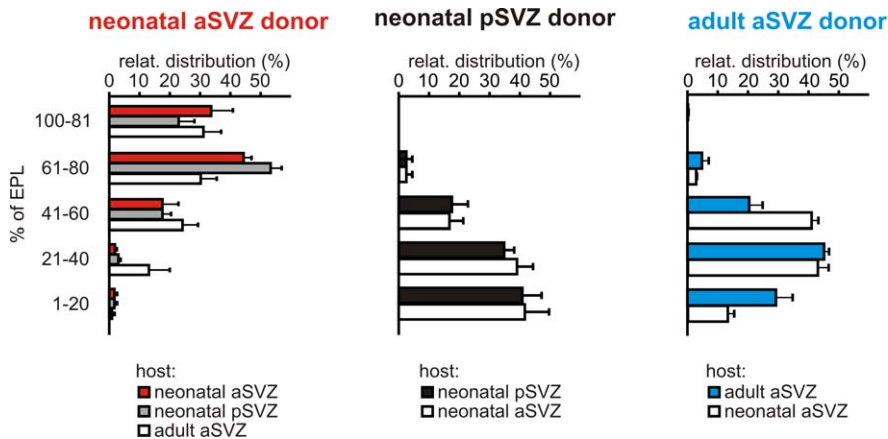 neonatal aSVZ donor
neonatal pSVZ donor
adult aSVZ donor
relat. distribution (%)
relat. distribution (%)
relat. distribution (%)
0 10 20 30 40 50
0 10 20 30 40 50
0 10 20 30 40 50
% of EPL
100-81
61-80
41-60
21-40
1-20
host:
neonatal aSVZ
neonatal pSVZ
adult aSVZ
host:
neonatal pSVZ
neonatal aSVZ
host:
adult aSVZ
neonatal aSVZ